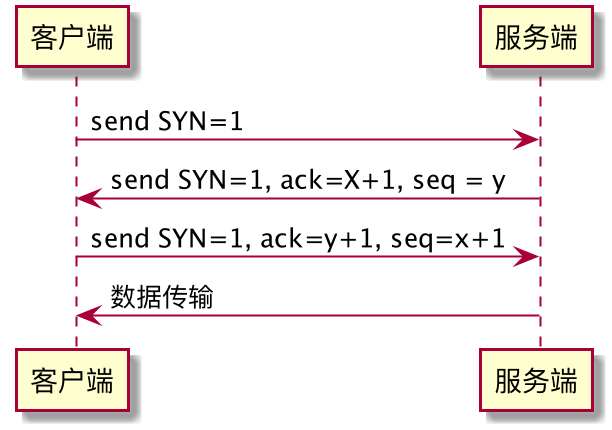 客户端 服务端
send SYN=1
send SYN=1, ack=X+1, seq = y
send SYN=1, ack=y+1, seq=x+1
数据传输
客户端 服务端